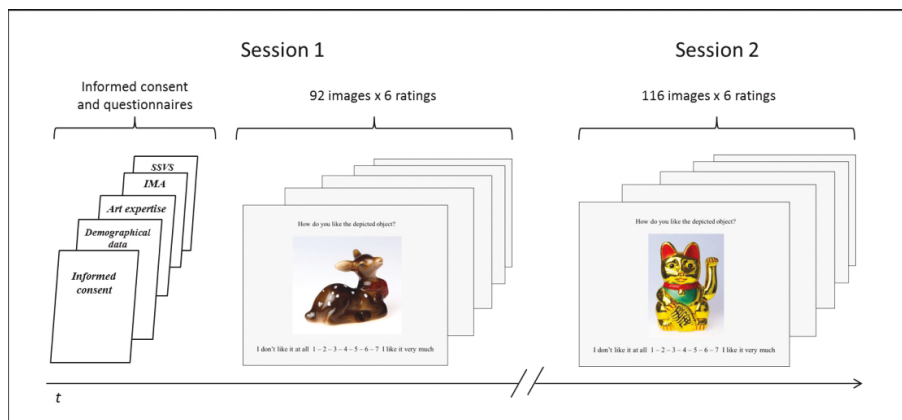 Session 1
Session 2
Informed consent
and questionnaires
92 images x 6 ratings
116 images x 6 ratings
SSVS
IMA
Art expertise
Demographical
data
Informed
consent
How do you like the depicted object?
I don't like it at all 1 – 2 – 3 – 4 – 5 – 6 – 7 I like it very much
How do you like the depicted object?
I don't like it at all 1 – 2 – 3 – 4 – 5 – 6 – 7 I like it very much
t